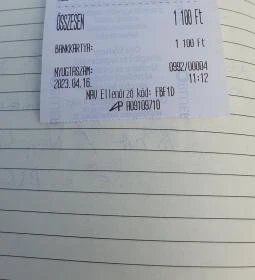 ÖSSZESEN 1 100 Ft
BANKKÁRTYA: 1 100 Ft
NYUGTASZÁM: 0992/00004
2023.04.16. 11:12
NAV Ellenőrző kód: FBF1D
AP A09109710